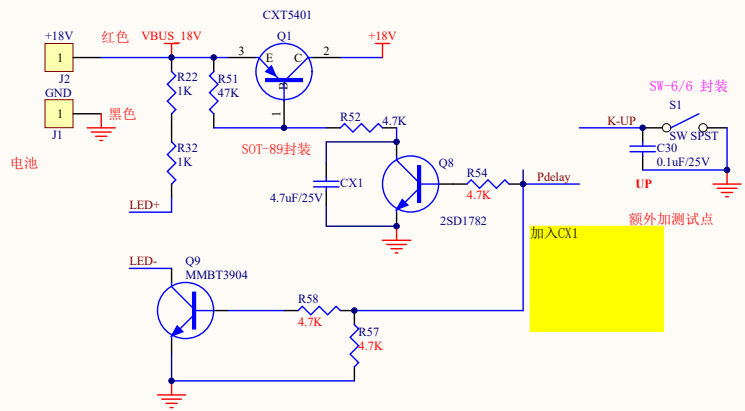 CXT5401
+18V
红色
VBUS_18V
Q1
+18V
3
E
C
2
1
J2
R22
1K
R51
47K
B
1
SW-6/6 封装
GND
S1
1
黑色
R52
4.7K
K-UP
J1
SOT-89封装
SW SPST
R32
1K
C30
0.1uF/25V
电池
Q8
CX1
R54
Pdelay
4.7uF/25V
4.7K
UP
LED+
2SD1782
额外加测试点
加入CX1
LED-
Q9
MMBT3904
R58
4.7K
R57
4.7K